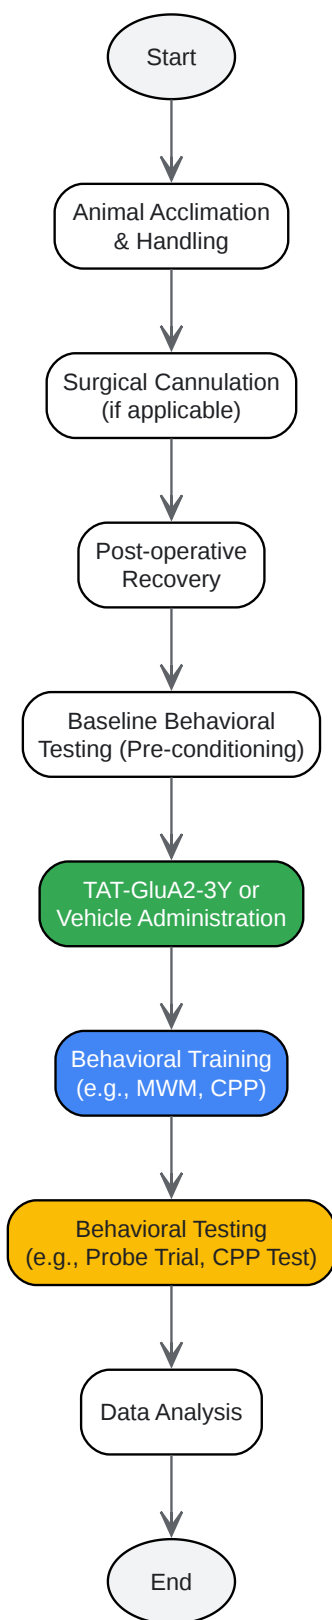 Start
Animal Acclimation
& Handling
Surgical Cannulation
(if applicable)
Post-operative
Recovery
Baseline Behavioral
Testing (Pre-conditioning)
TAT-GluA2-3Y or
Vehicle Administration
Behavioral Training
(e.g., MWM, CPP)
Behavioral Testing
(e.g., Probe Trial, CPP Test)
Data Analysis
End